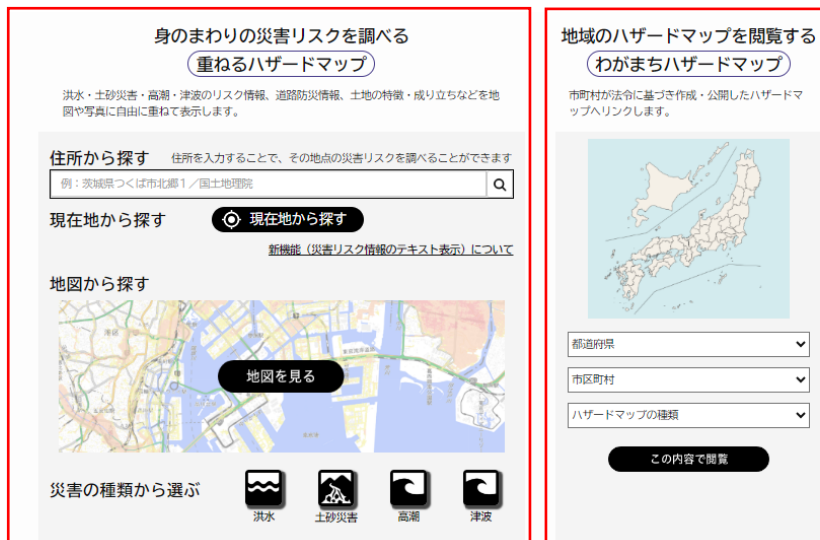 身のまわりの災害リスクを調べる
重ねるハザードマップ
洪水・土砂災害・高潮・津波のリスク情報、道路防災情報、土地の特徴・成り立ちなどを地
図や写真に自由に重ねて表示します。
住所から探す 住所を入力することで、その地点の災害リスクを調べることができます
例：茨城県つくば市北郷1／国土地理院
現在地から探す 現在地から探す
新機能（災害リスク情報のテキスト表示）について
地図から探す
地図を見る
災害の種類から選ぶ
洪水 土砂災害 高潮 津波
地域のハザードマップを閲覧する
わがまちハザードマップ
市町村が法令に基づき作成・公開したハザードマ
ップへリンクします。
都道府県
市区町村
ハザードマップの種類
この内容で閲覧